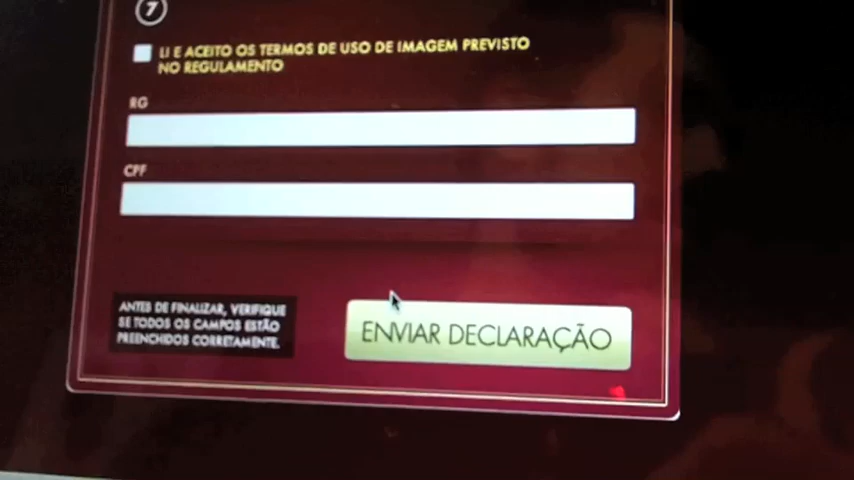 7
LI E ACEITO OS TERMOS DE USO DE IMAGEM PREVISTO
NO REGULAMENTO
RG
CPF
ANTES DE FINALIZAR, VERIFIQUE
SE TODOS OS CAMPOS ESTÃO
PREENCHIDOS CORRETAMENTE.
ENVIAR DECLARAÇÃO